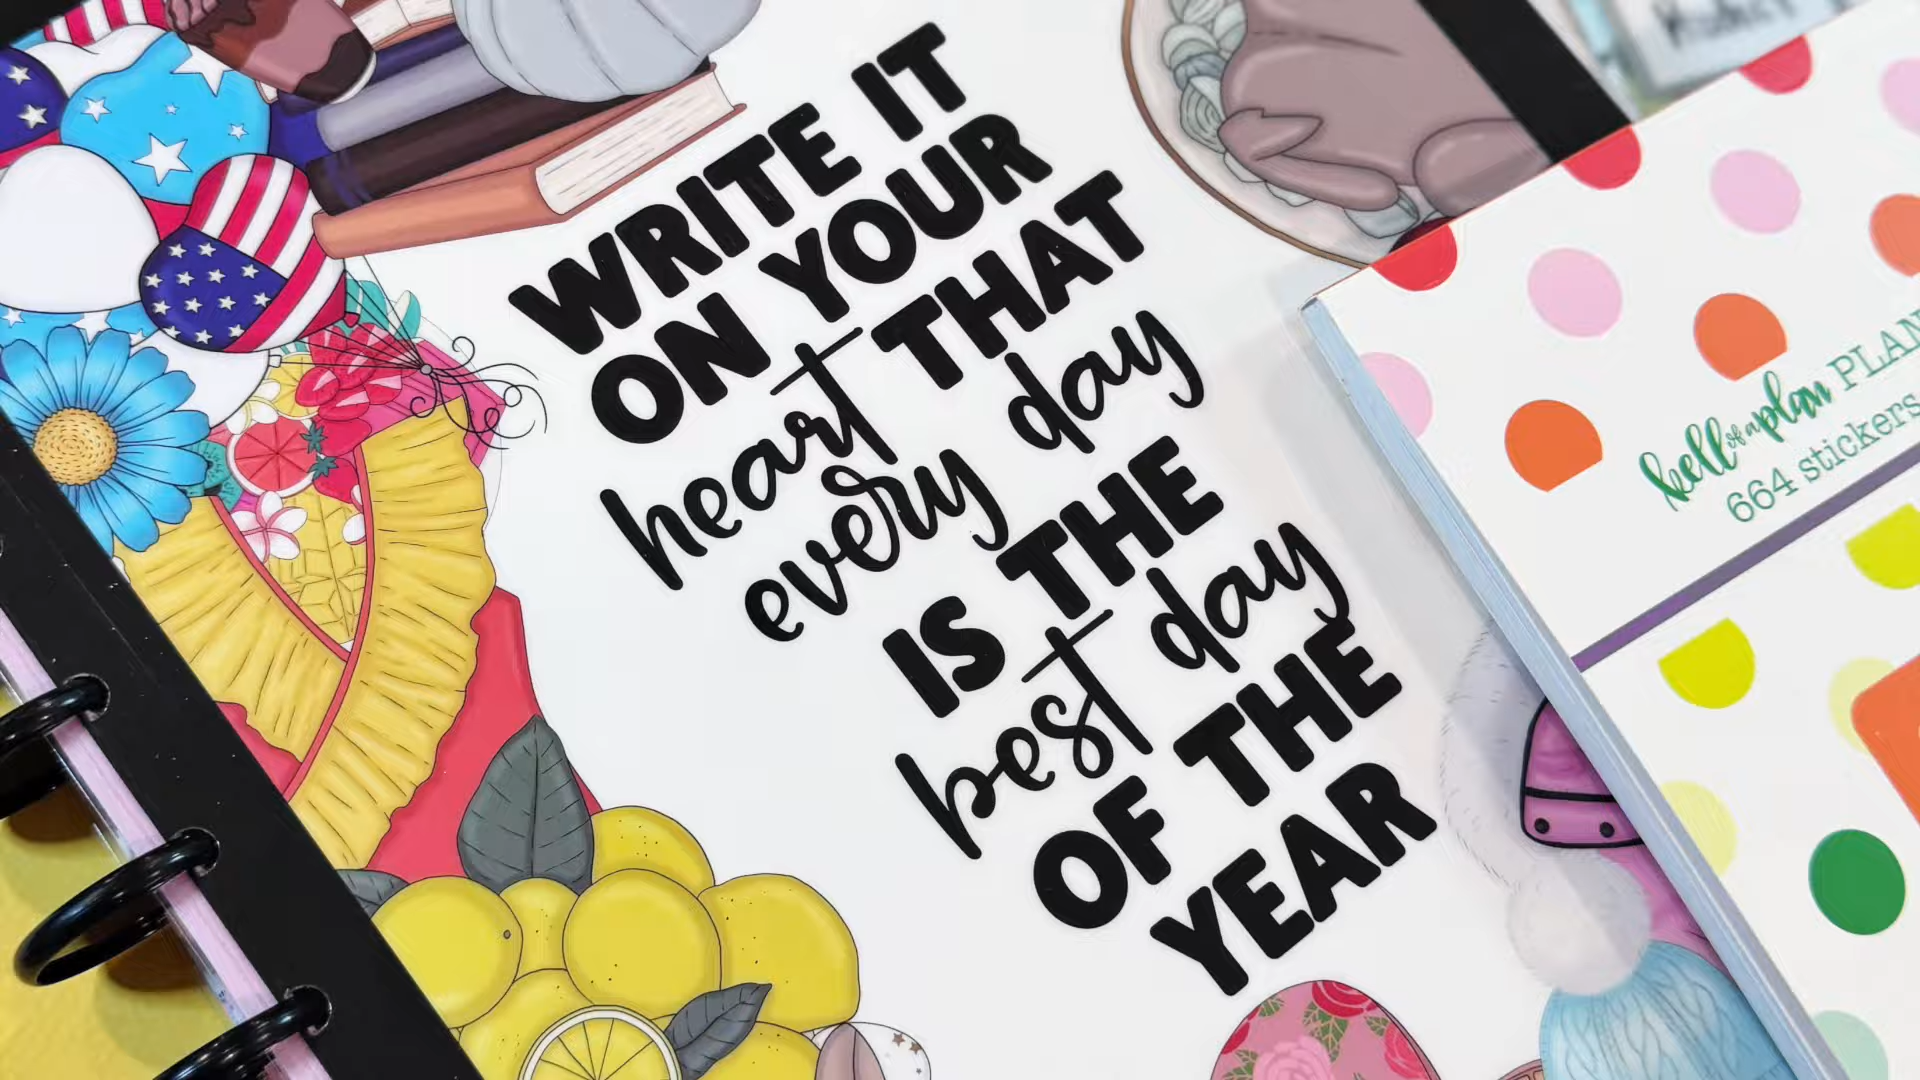 WRITE IT
ON YOUR
heart THAT
every day
IS THE
best day
OF THE
YEAR
bell of a plan PLAN
664 stickers